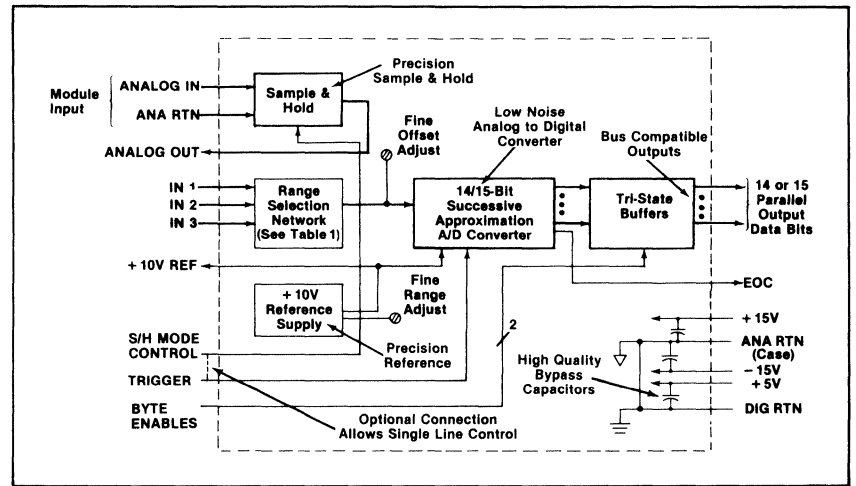 Module
Input
ANALOG IN
ANA RTN
ANALOG OUT
Sample &
Hold
Precision
Sample & Hold
Fine
Offset
Adjust
Low Noise
Analog to Digital
Converter
Bus Compatible
Outputs
IN 1
IN 2
IN 3
Range
Selection
Network
(See Table 1)
14/15-Bit
Successive
Approximation
A/D Converter
Tri-State
Buffers
14 or 15
Parallel
Output
Data Bits
+ 10V REF
+ 10V
Reference
Supply
Fine
Range
Adjust
Precision
Reference
EOC
S/H MODE
CONTROL
TRIGGER
BYTE
ENABLES
Optional Connection
Allows Single Line Control
2
High Quality
Bypass
Capacitors
+ 15V
ANA RTN
(Case)
- 15V
+ 5V
DIG RTN